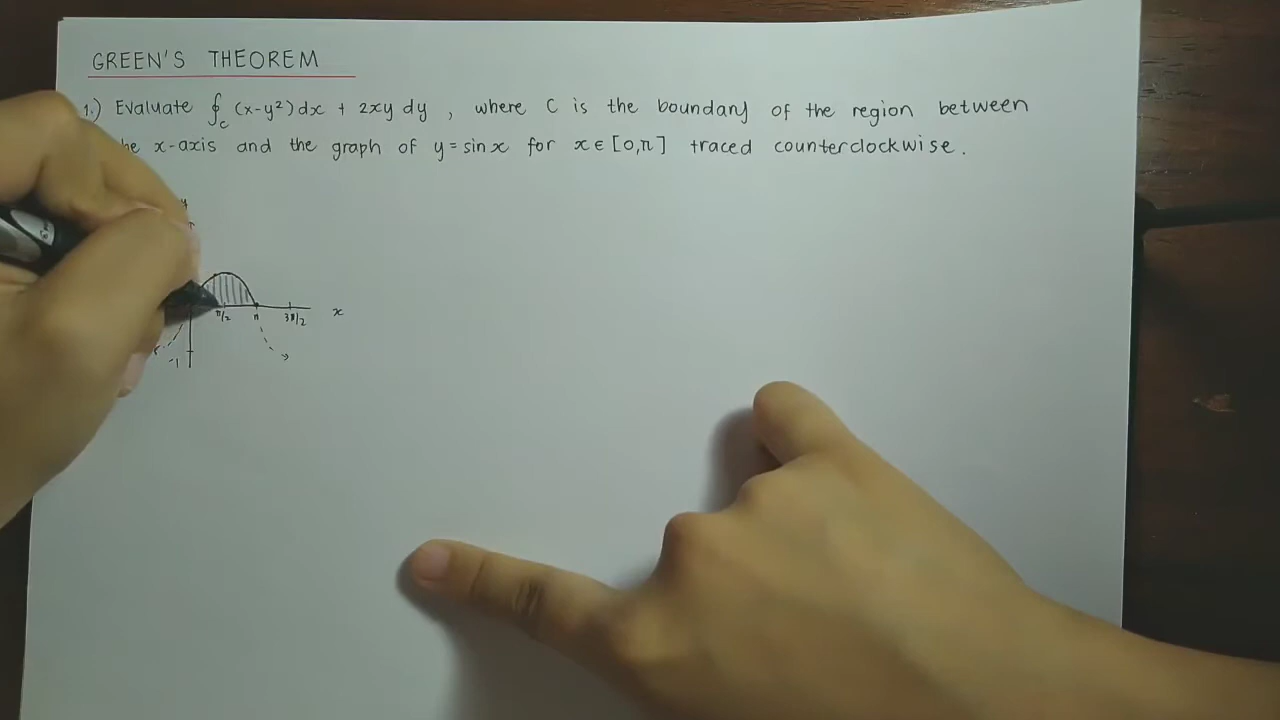 GREEN'S THEOREM
1.) Evaluate ∮_C (x-y²)dx + 2xy dy , where C is the boundary of the region between
x-axis and the graph of y = sin x for x ∈ [0,π] traced counterclockwise.
y
π/2 π 3π/2 x
-1